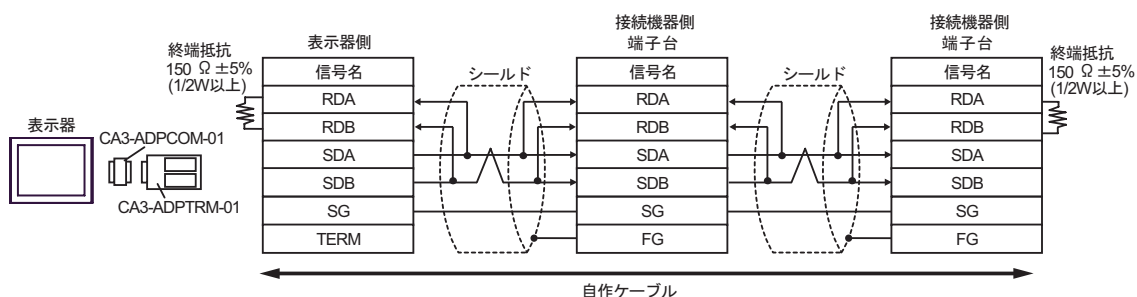 終端抵抗
150 Ω ±5%
(1/2W以上)
表示器
CA3-ADPCOM-01
CA3-ADPTRM-01
表示器側
信号名
RDA
RDB
SDA
SDB
SG
TERM
シールド
接続機器側
端子台
信号名
RDA
RDB
SDA
SDB
SG
FG
シールド
接続機器側
端子台
信号名
RDA
RDB
SDA
SDB
SG
FG
終端抵抗
150 Ω ±5%
(1/2W以上)
自作ケーブル